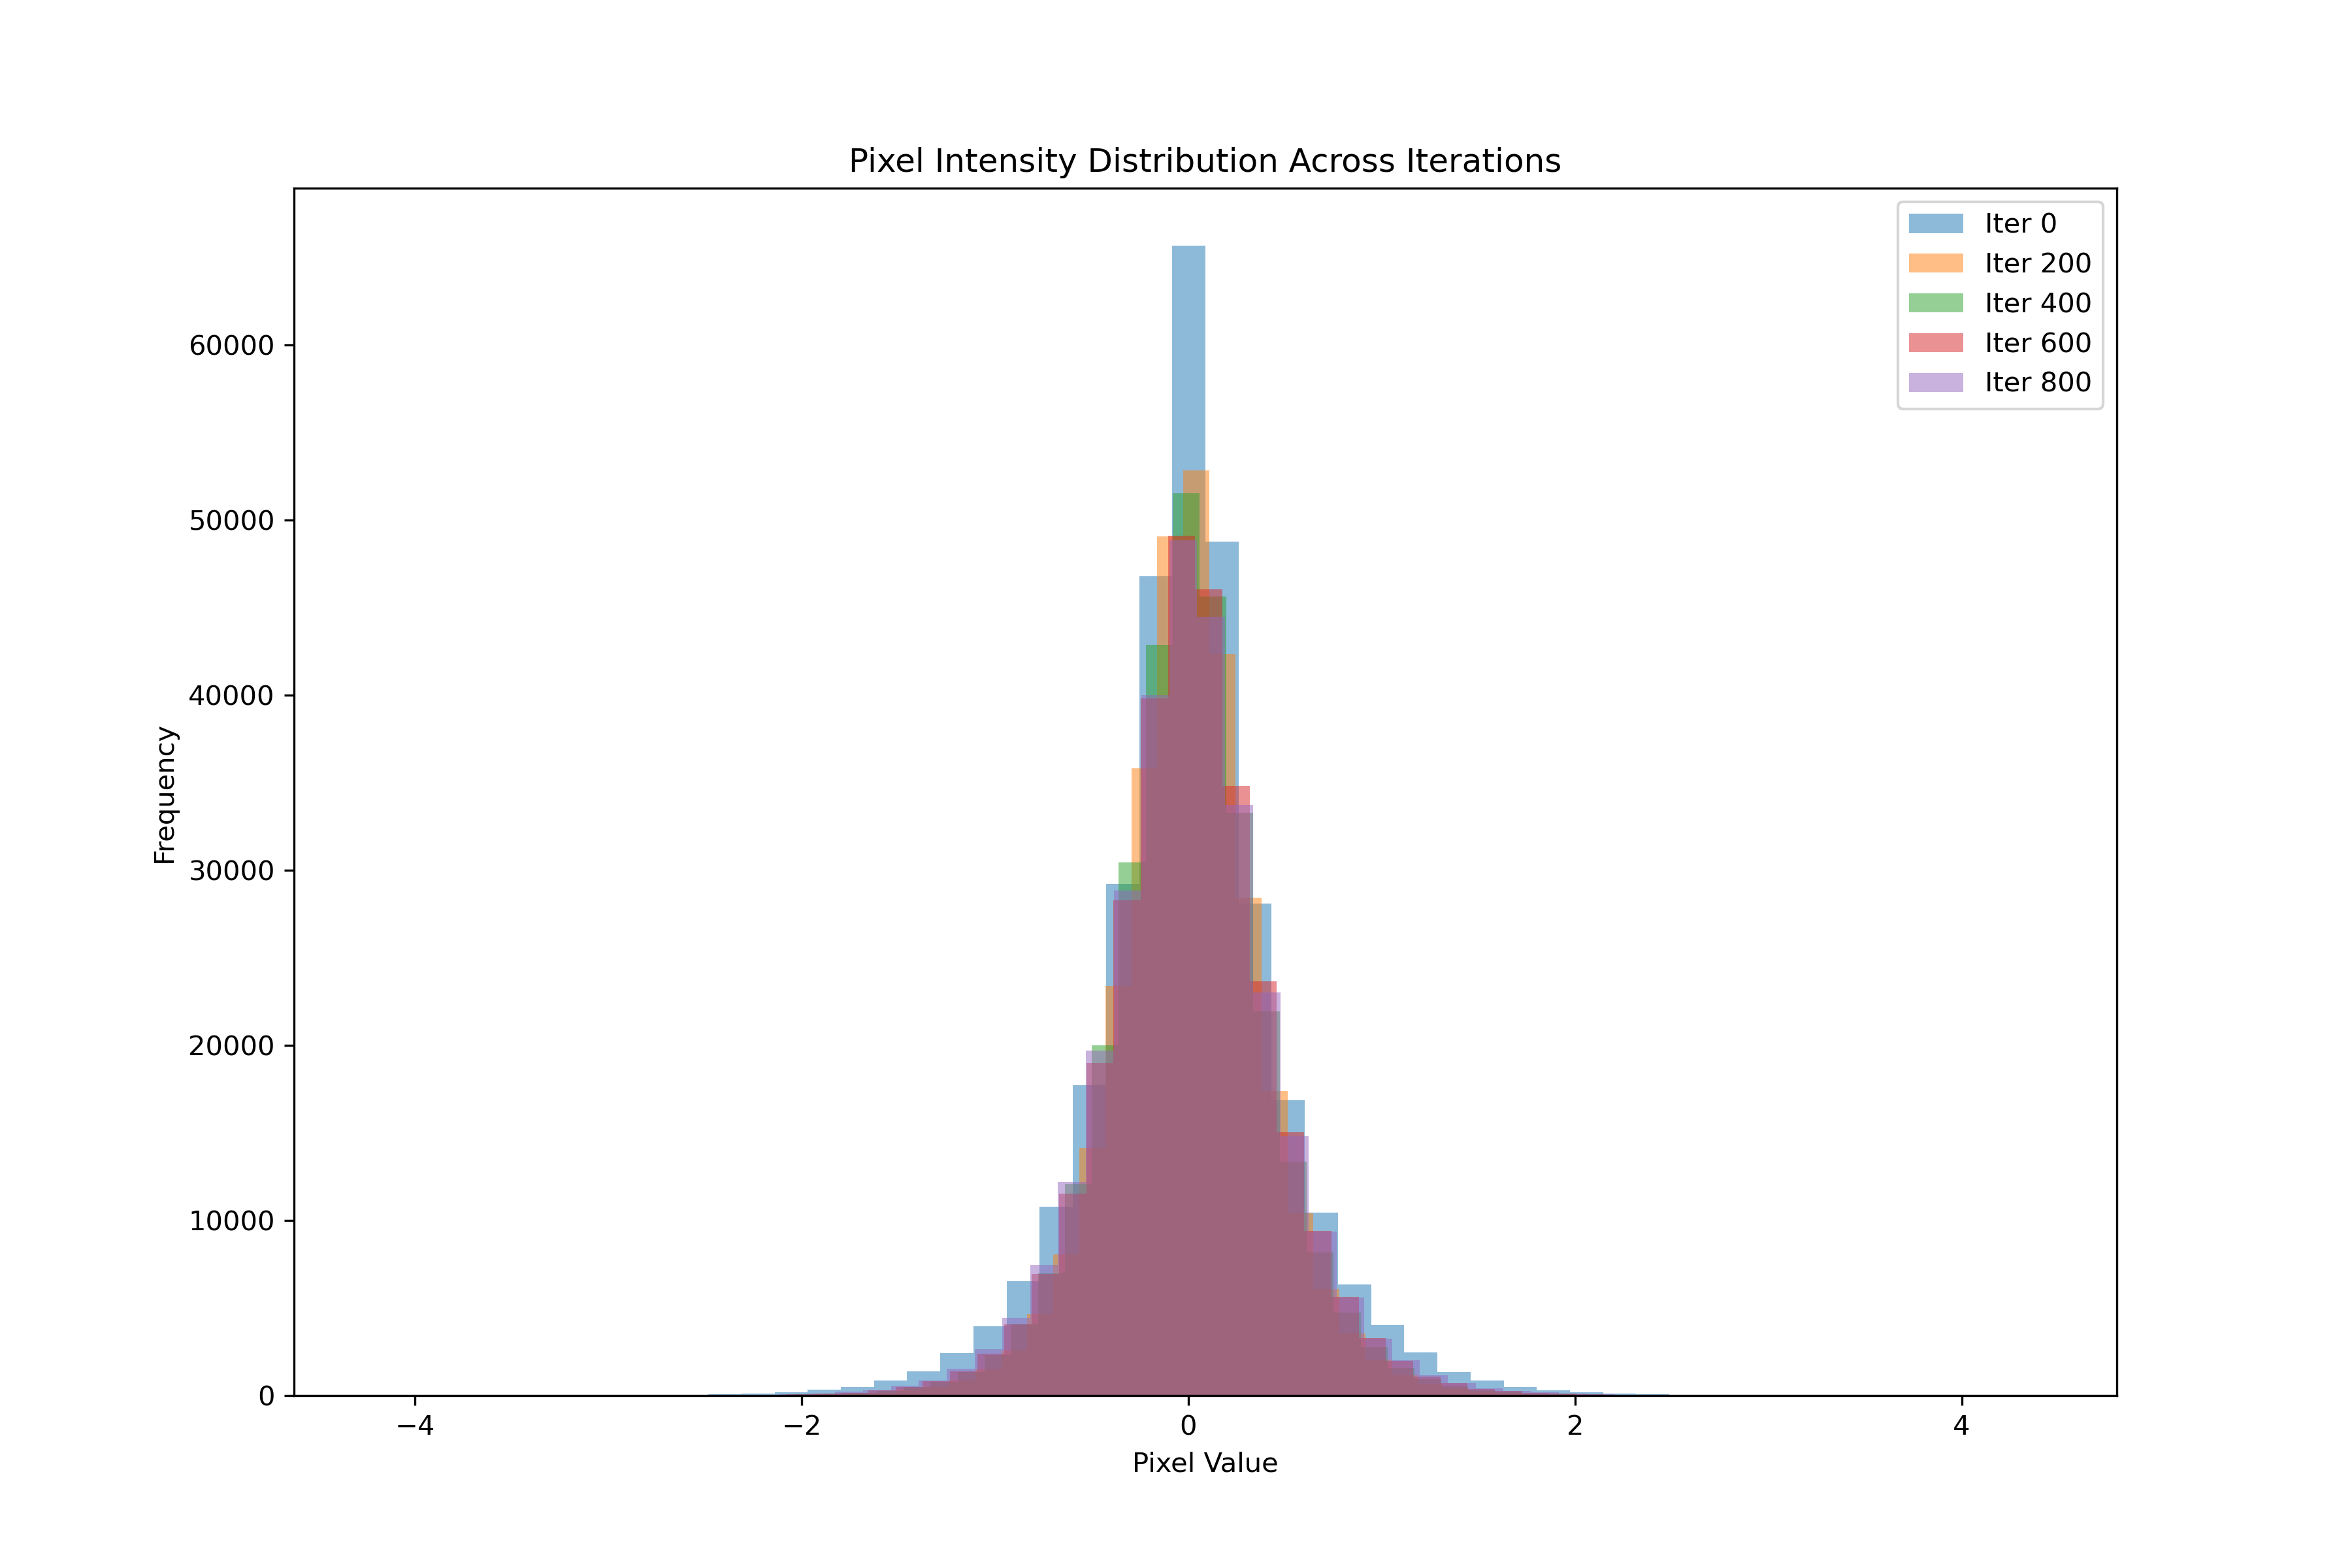 Pixel Intensity Distribution Across Iterations
Iter 0
Iter 200
Iter 400
Iter 600
Iter 800
Frequency
60000
50000
40000
30000
20000
10000
0
−4
−2
0
2
4
Pixel Value